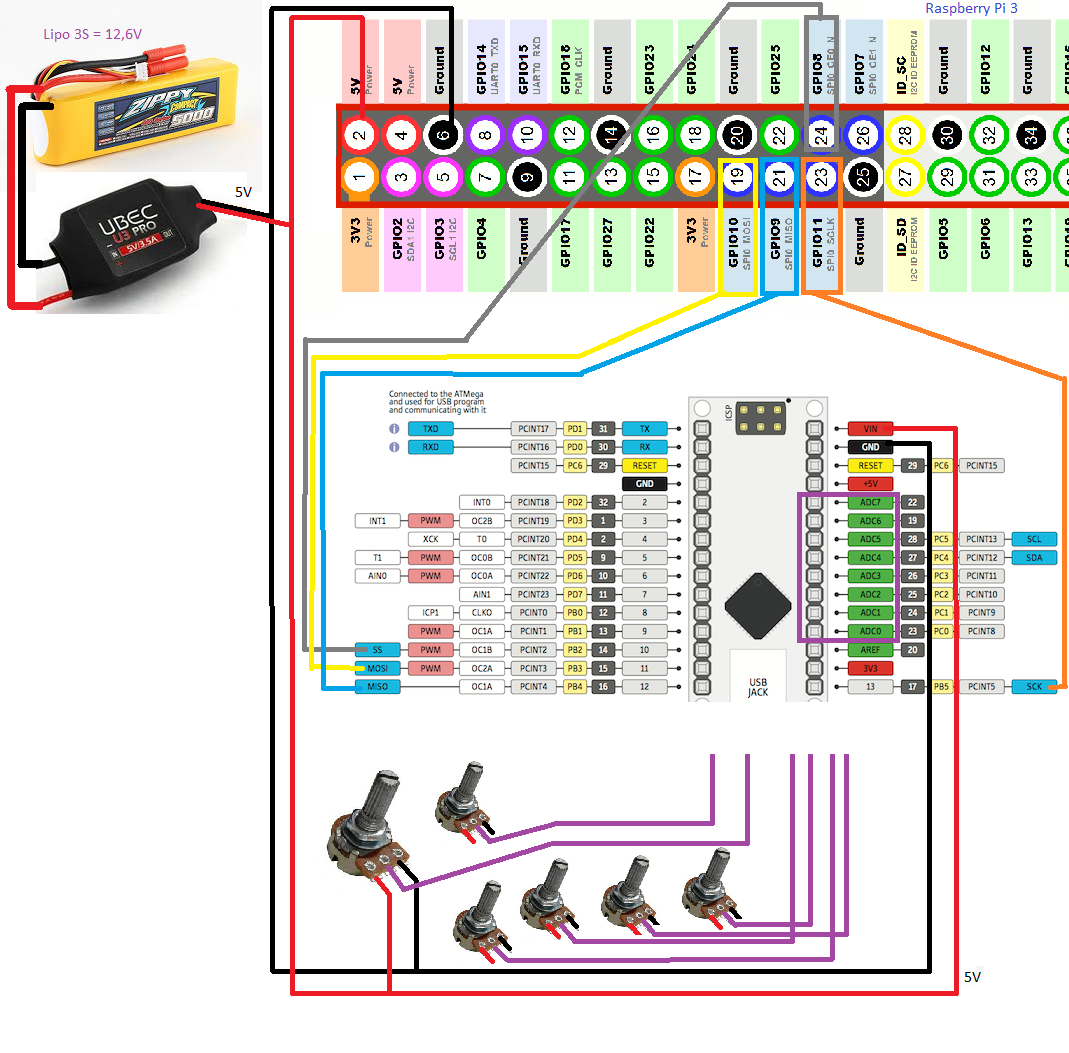 Raspberry Pi 3
Lipo 3S = 12,6V
ZIPPY
COMPACT
5000
UBEC
U3 PRO
IN
5V/3.5A
OUT
5V
5V Power
5V Power
Ground
GPIO14 UART0 TXD
GPIO15 UART0 RXD
GPIO18 PCM CLK
Ground
GPIO23
GPIO24
Ground
GPIO25
GPIO8 SPI0 CE0 N
GPIO7 SPI0 CE1 N
ID_SC I2C ID EEPROM
Ground
GPIO12
Ground
2 4 6 8 10 12 14 16 18 20 22 24 26 28 30 32 34
1 3 5 7 9 11 13 15 17 19 21 23 25 27 29 31 33
3V3 Power
GPIO2 SDA1 I2C
GPIO3 SCL1 I2C
GPIO4
Ground
GPIO17
GPIO27
GPIO22
3V3 Power
GPIO10 SPI0 MOSI
GPIO9 SPI0 MISO
GPIO11 SPI0 SCLK
Ground
ID_SD I2C ID EEPROM
GPIO5
GPIO6
GPIO13
Connected to the ATMega
and used for USB program
and communicating with it
ICSP
TXD PCINT17 PD1 31 TX VIN
RXD PCINT16 PD0 30 RX GND
PCINT15 PC6 29 RESET RESET 29 PC6 PCINT15
GND +5V
INT0 PCINT18 PD2 32 2 ADC7 22
INT1 PWM OC2B PCINT19 PD3 1 3 ADC6 19
XCK T0 PCINT20 PD4 2 4 ADC5 28 PC5 PCINT13 SCL
T1 PWM OC0B PCINT21 PD5 9 5 ADC4 27 PC4 PCINT12 SDA
AIN0 PWM OC0A PCINT22 PD6 10 6 ADC3 26 PC3 PCINT11
AIN1 PCINT23 PD7 11 7 ADC2 25 PC2 PCINT10
ICP1 CLKO PCINT0 PB0 12 8 ADC1 24 PC1 PCINT9
PWM OC1A PCINT1 PB1 13 9 ADC0 23 PC0 PCINT8
SS PWM OC1B PCINT2 PB2 14 10 AREF 20
MOSI PWM OC2A PCINT3 PB3 15 11 3V3
MISO OC1A PCINT4 PB4 16 12 13 17 PB5 PCINT5 SCK
USB
JACK
5V